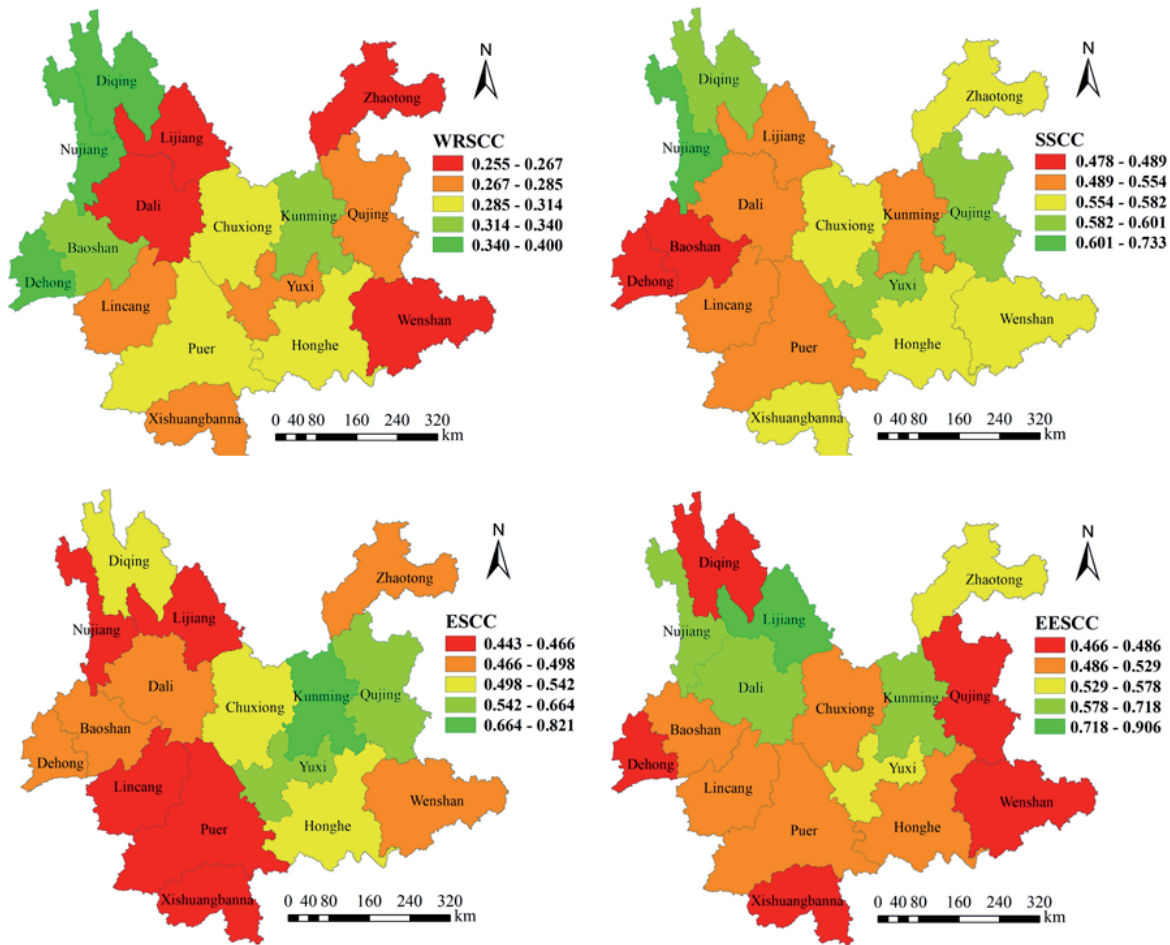 N
Diqing
Zhaotong
Lijiang
WRSCC
Nujiang
0.255 - 0.267
0.267 - 0.285
Dali
0.285 - 0.314
Chuxiong
Kunming
Qujing
0.314 - 0.340
Baoshan
0.340 - 0.400
Dehong
Lincang
Yuxi
Wenshan
Puer
Honghe
Xishuangbanna
0 40 80 160 240 320
km
N
Diqing
Zhaotong
Lijiang
SSCC
Nujiang
0.478 - 0.489
0.489 - 0.554
Dali
0.554 - 0.582
Chuxiong
Kunming
Qujing
0.582 - 0.601
Baoshan
0.601 - 0.733
Dehong
Lincang
Yuxi
Wenshan
Puer
Honghe
Xishuangbanna
0 40 80 160 240 320
km
N
Diqing
Zhaotong
Lijiang
ESCC
Nujiang
0.443 - 0.466
0.466 - 0.498
Dali
0.498 - 0.542
Chuxiong
Kunming
Qujing
0.542 - 0.664
Baoshan
0.664 - 0.821
Dehong
Lincang
Yuxi
Wenshan
Puer
Honghe
Xishuangbanna
0 40 80 160 240 320
km
N
Diqing
Zhaotong
Lijiang
EESCC
Nujiang
0.466 - 0.486
0.486 - 0.529
Dali
0.529 - 0.578
Chuxiong
Kunming
Qujing
0.578 - 0.718
Baoshan
0.718 - 0.906
Dehong
Lincang
Yuxi
Wenshan
Puer
Honghe
Xishuangbanna
0 40 80 160 240 320
km